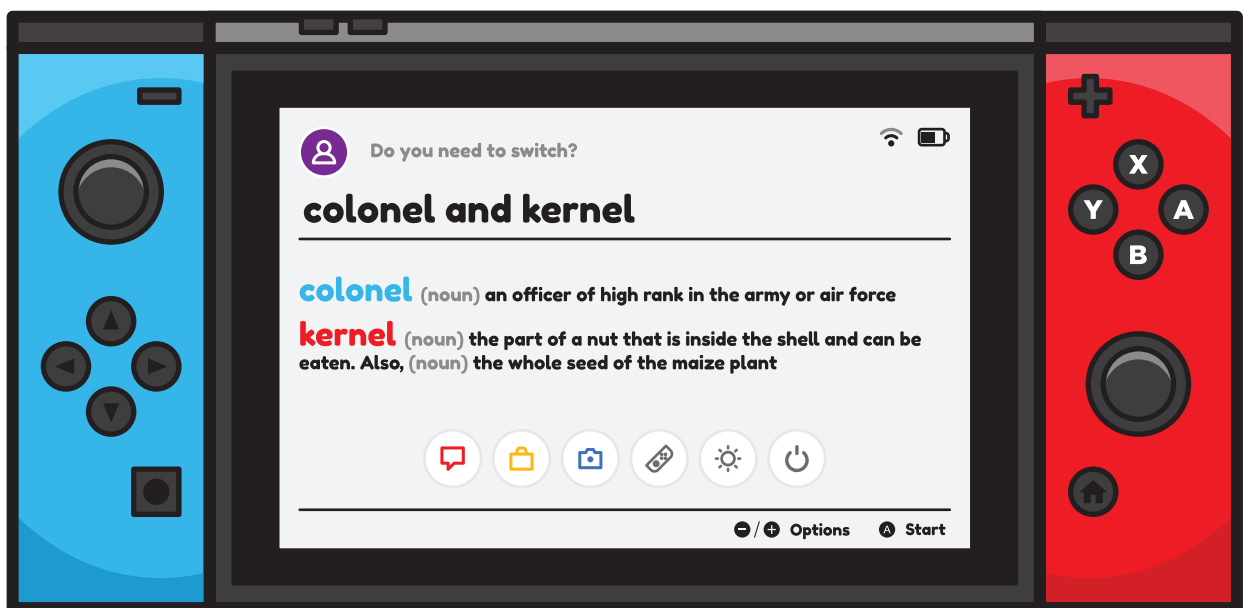 Do you need to switch?
colonel and kernel
colonel (noun) an officer of high rank in the army or air force
kernel (noun) the part of a nut that is inside the shell and can be
eaten. Also, (noun) the whole seed of the maize plant
X
Y A
B
−/+ Options A Start